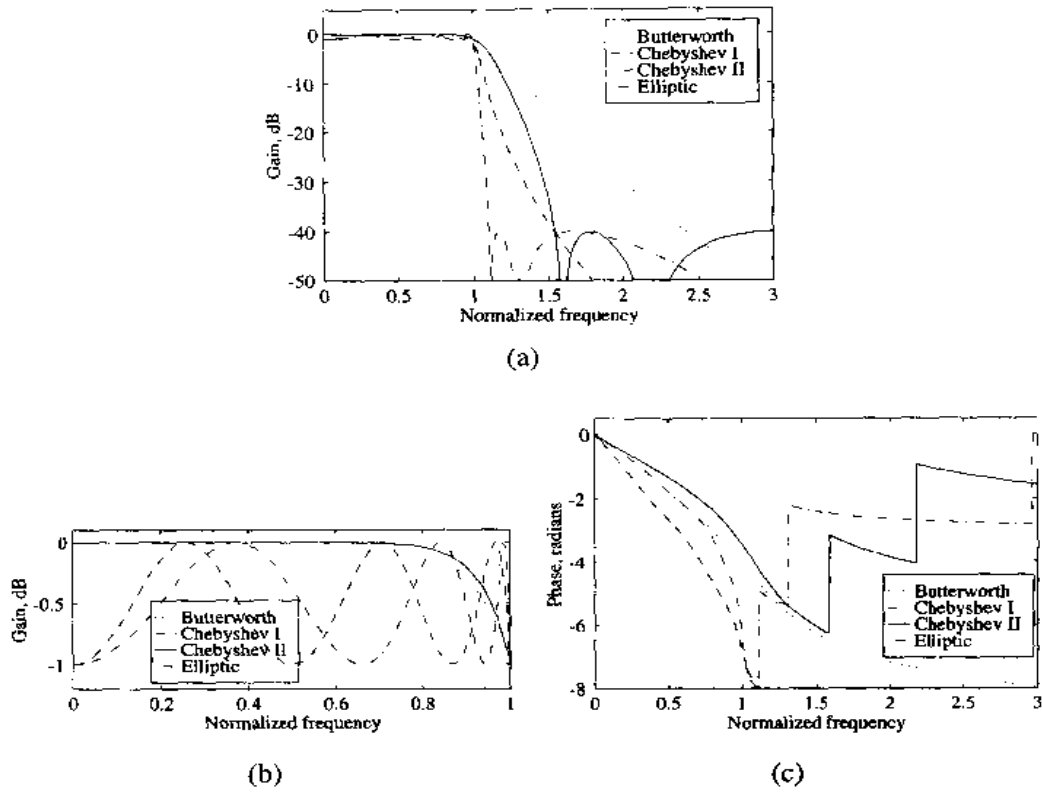 0
-10
-20
-30
-40
-50
Gain, dB
0
0.5
1
1.5
2
2.5
3
Normalized frequency
Butterworth
Chebyshev I
Chebyshev II
Elliptic
(a)
0
-0.5
-1
Gain, dB
0
0.2
0.4
0.6
0.8
1
Normalized frequency
Butterworth
Chebyshev I
Chebyshev II
Elliptic
(b)
0
-2
-4
-6
-8
Phase, radians
0
0.5
1
1.5
2
2.5
3
Normalized frequency
Butterworth
Chebyshev I
Chebyshev II
Elliptic
(c)